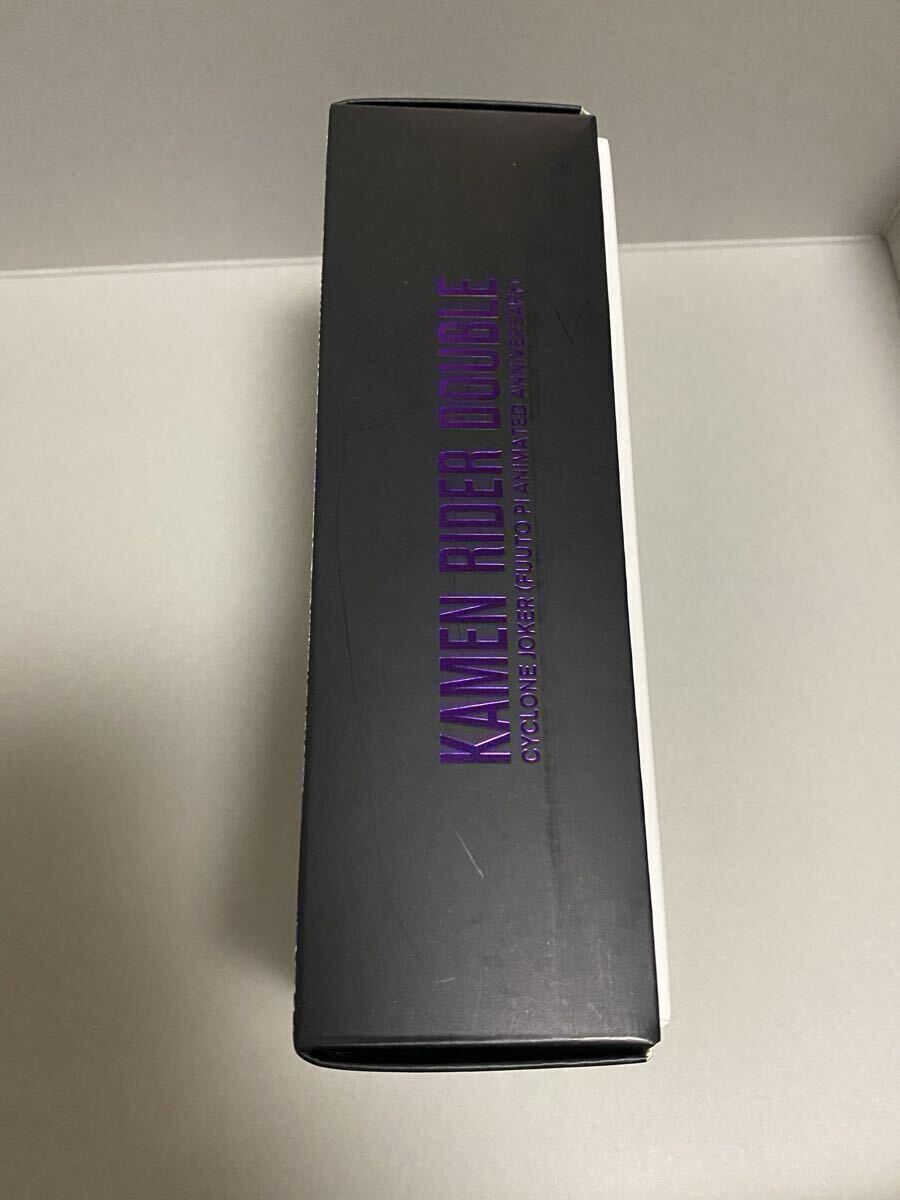 KAMEN RIDER DOUBLE
CYCLONE JOKER (FUUTO PI ANIMATED ANNIVERSARY)